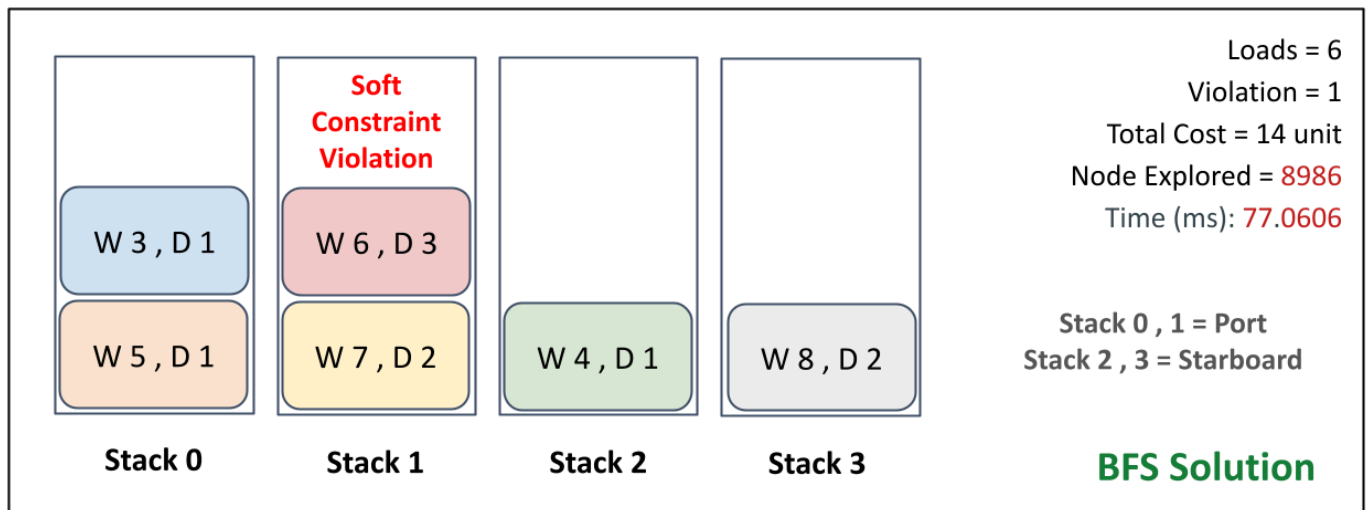 Loads = 6
Violation = 1
Total Cost = 14 unit
Node Explored = 8986
Time (ms): 77.0606
Soft
Constraint
Violation
W 3 , D 1
W 6 , D 3
W 5 , D 1
W 7 , D 2
W 4 , D 1
W 8 , D 2
Stack 0 , 1 = Port
Stack 2 , 3 = Starboard
Stack 0
Stack 1
Stack 2
Stack 3
BFS Solution